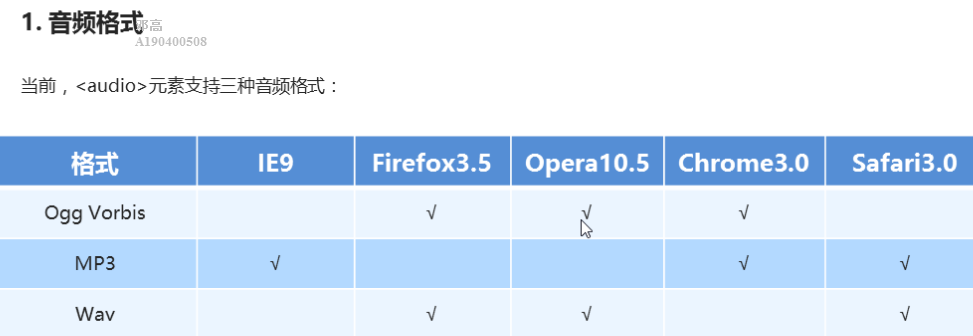 1. 音频格式
郭高
A190400508
当前，<audio>元素支持三种音频格式：
格式 IE9 Firefox3.5 Opera10.5 Chrome3.0 Safari3.0
Ogg Vorbis √ √ √
MP3 √ √ √
Wav √ √ √